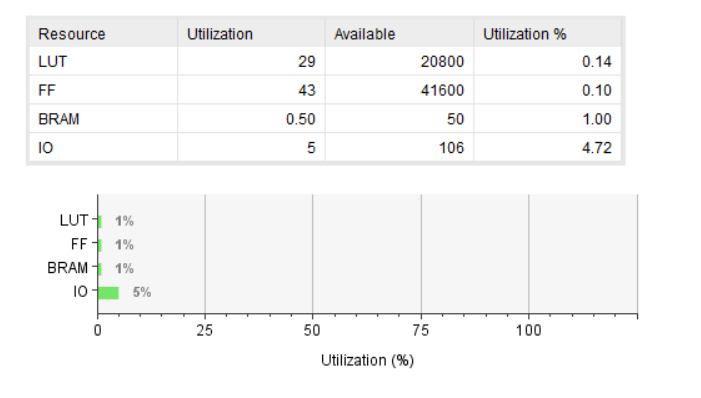 Resource Utilization Available Utilization %
LUT 29 20800 0.14
FF 43 41600 0.10
BRAM 0.50 50 1.00
IO 5 106 4.72
LUT 1%
FF 1%
BRAM 1%
IO 5%
0 25 50 75 100
Utilization (%)